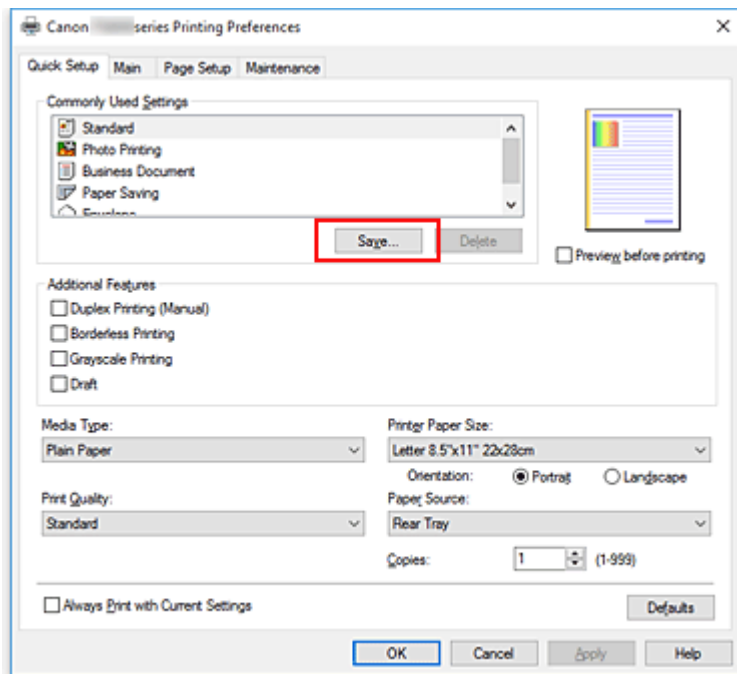 Canon series Printing Preferences
Quick Setup Main Page Setup Maintenance
Commonly Used Settings
Standard
Photo Printing
Business Document
Paper Saving
Envelope
Save... Delete
Preview before printing
Additional Features
Duplex Printing (Manual)
Borderless Printing
Grayscale Printing
Draft
Media Type: Printer Paper Size:
Plain Paper Letter 8.5"x11" 22x28cm
Orientation: Portrait Landscape
Print Quality: Paper Source:
Standard Rear Tray
Copies: 1 (1-999)
Always Print with Current Settings Defaults
OK Cancel Apply Help